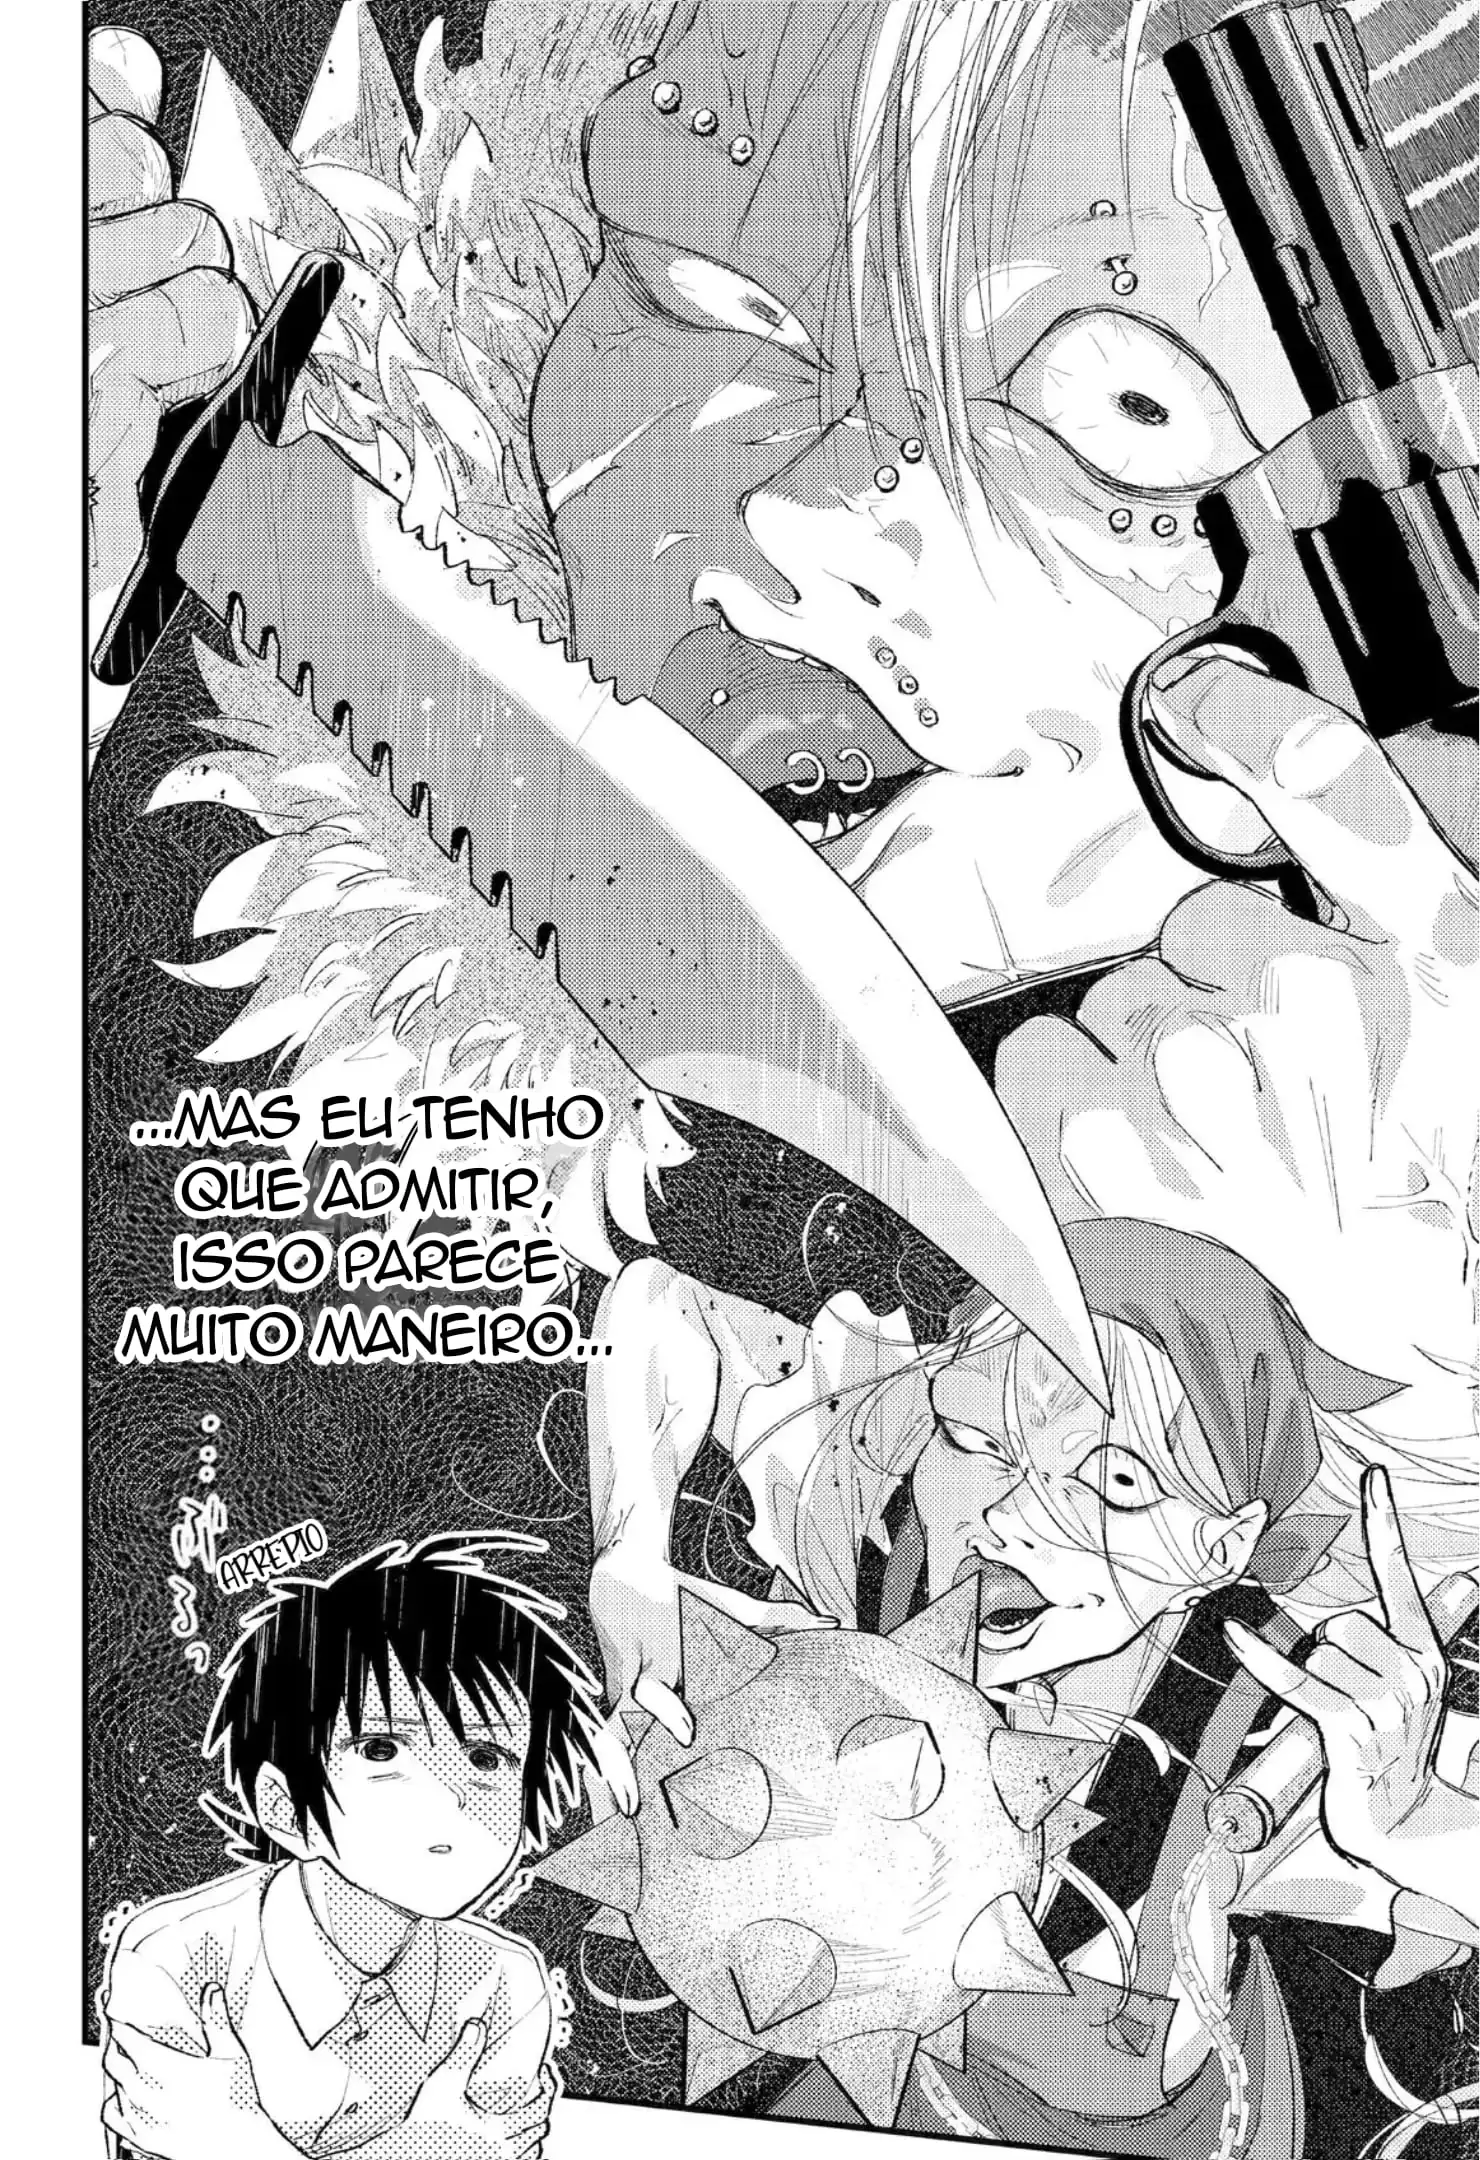 ...MAS EU TENHO
QUE ADMITIR,
ISSO PARECE
MUITO MANEIRO...
ARREPIO